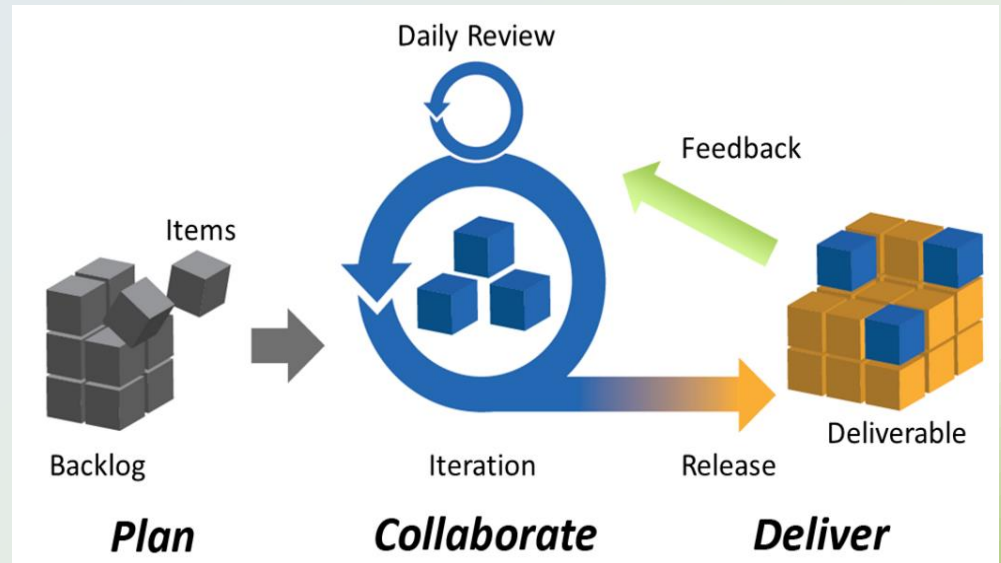 Daily Review
Feedback
Items
Backlog
Iteration
Release
Deliverable
Plan
Collaborate
Deliver